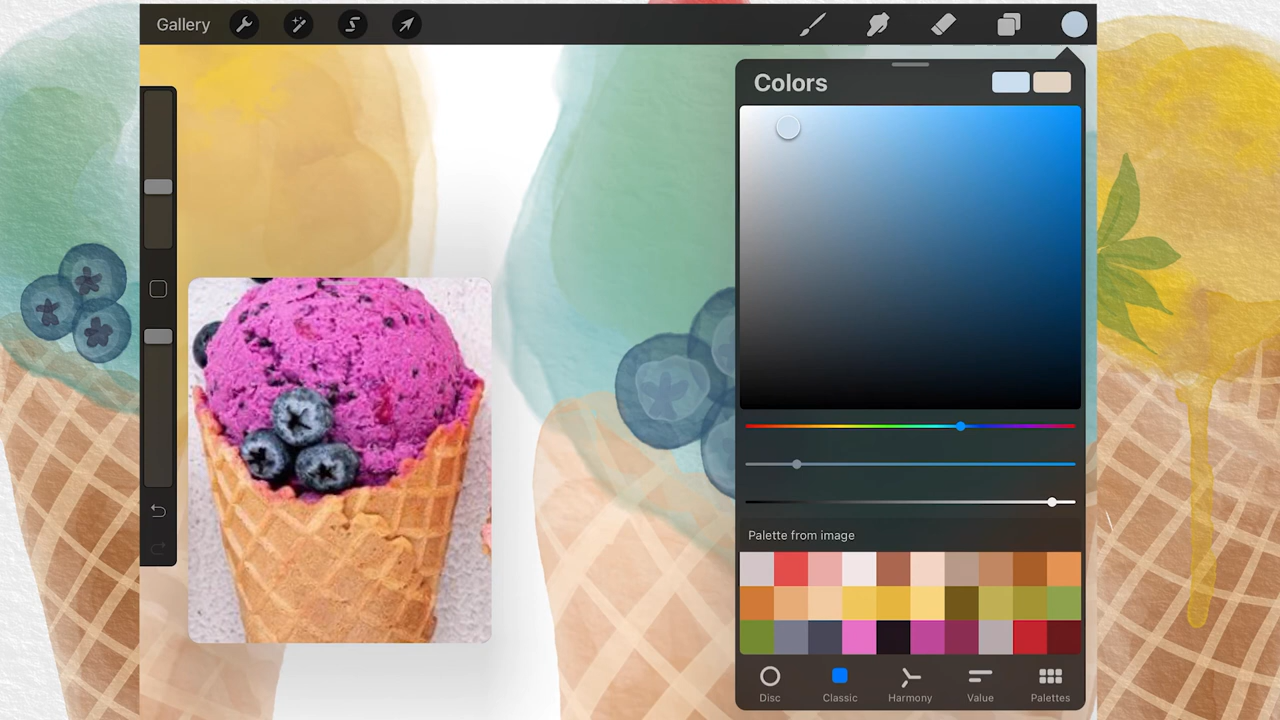 Gallery
Colors
Palette from image
Disc
Classic
Harmony
Value
Palettes